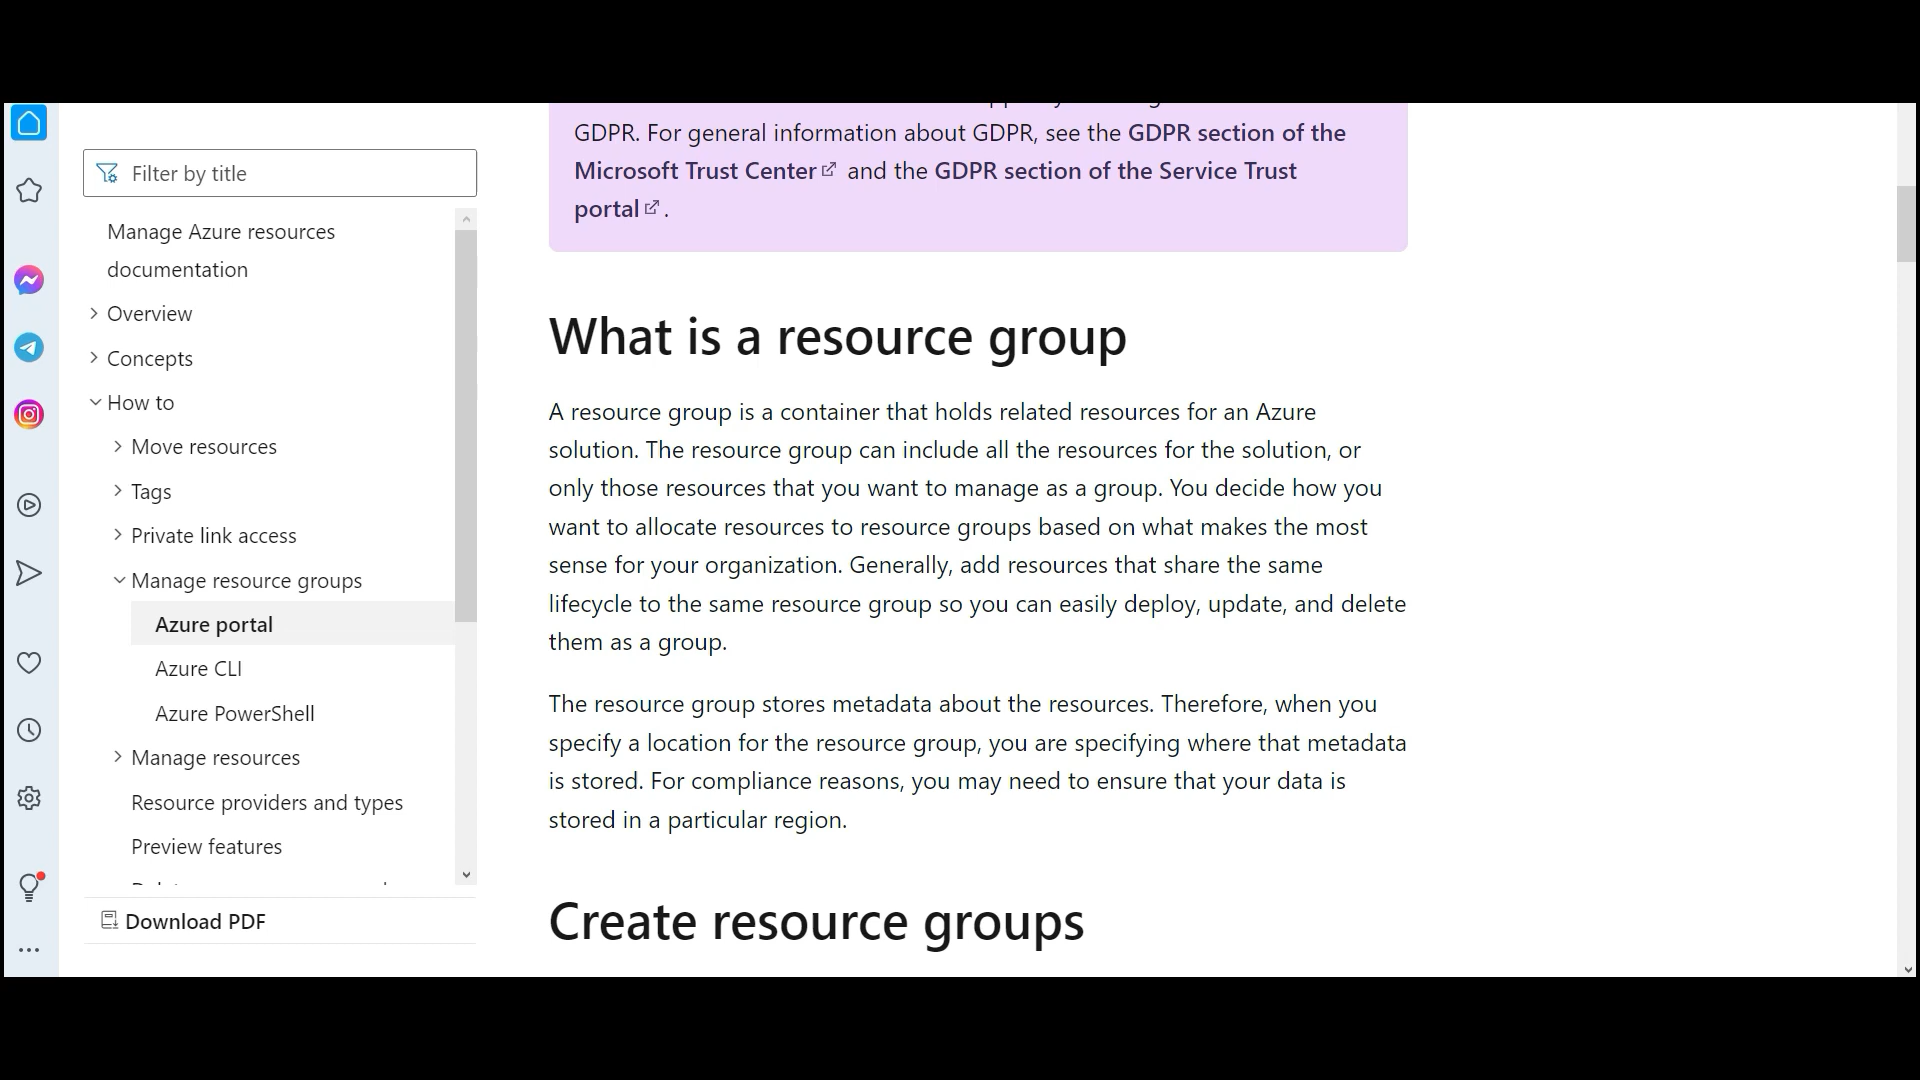 Filter by title
Manage Azure resources
documentation
Overview
Concepts
How to
Move resources
Tags
Private link access
Manage resource groups
Azure portal
Azure CLI
Azure PowerShell
Manage resources
Resource providers and types
Preview features
Download PDF
GDPR. For general information about GDPR, see the GDPR section of the
Microsoft Trust Center and the GDPR section of the Service Trust
portal .
What is a resource group
A resource group is a container that holds related resources for an Azure
solution. The resource group can include all the resources for the solution, or
only those resources that you want to manage as a group. You decide how you
want to allocate resources to resource groups based on what makes the most
sense for your organization. Generally, add resources that share the same
lifecycle to the same resource group so you can easily deploy, update, and delete
them as a group.
The resource group stores metadata about the resources. Therefore, when you
specify a location for the resource group, you are specifying where that metadata
is stored. For compliance reasons, you may need to ensure that your data is
stored in a particular region.
Create resource groups